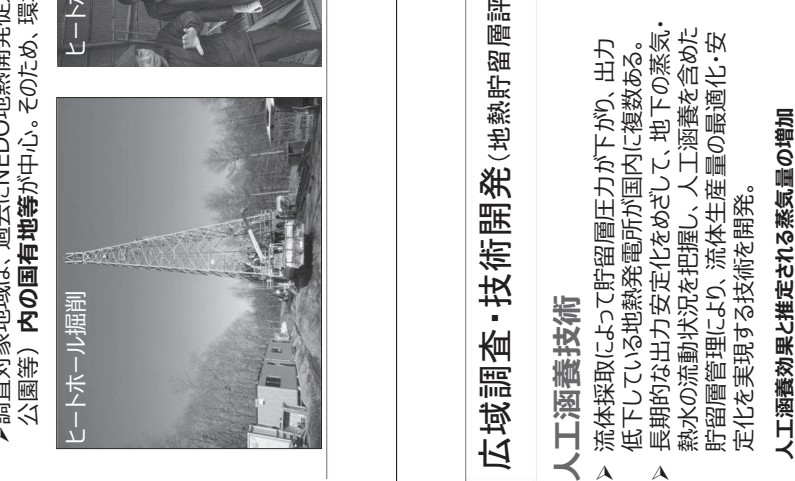 ➤調査対象地域は、過去にNEDO地熱開発促
公園等）内の国有地等が中心。そのため、環
ヒートホール掘削
ヒートホ
広域調査・技術開発（地熱貯留層評
人工涵養技術
➤ 流体採取によって貯留層圧力が下がり、出力
低下している地熱発電所が国内に複数ある。
➤ 長期的な出力安定化をめざして、地下の蒸気・
熱水の流動状況を把握し、人工涵養を含めた
貯留層管理により、流体生産量の最適化・安
定化を実現する技術を開発。
人工涵養効果と推定される蒸気量の増加